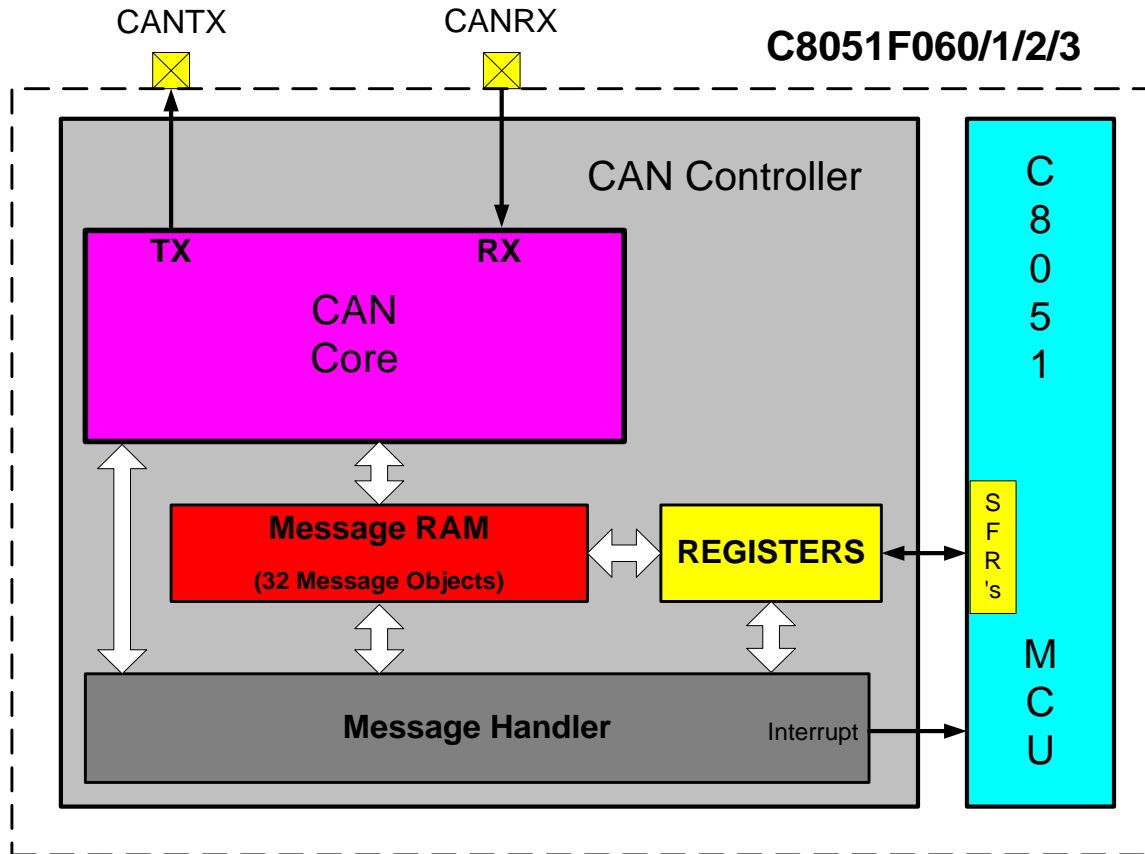 CANTX
CANRX
C8051F060/1/2/3
CAN Controller
TX
RX
CAN
Core
Message RAM
(32 Message Objects)
REGISTERS
Message Handler
Interrupt
C
8
0
5
1
S
F
R
's
M
C
U